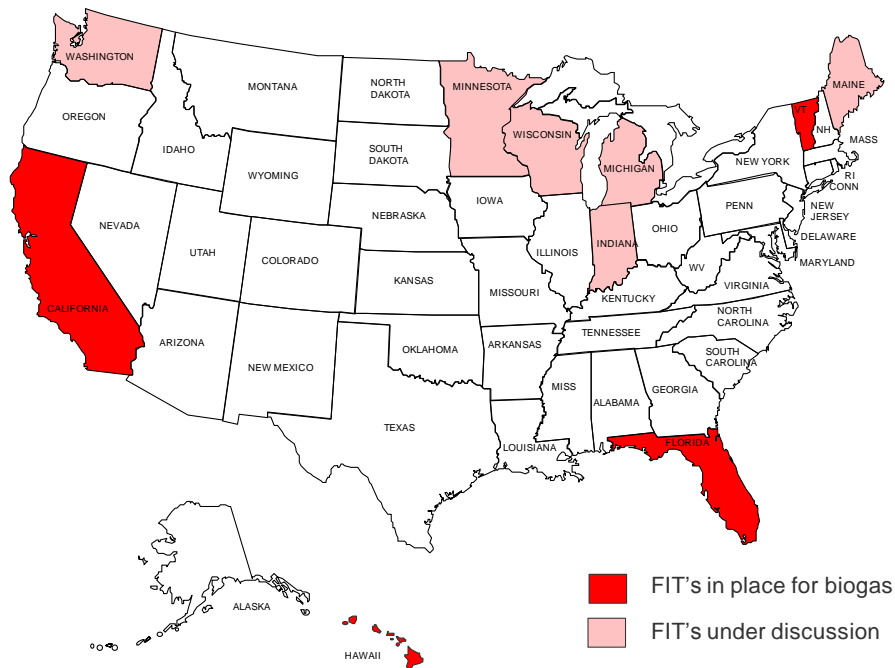 WASHINGTON
MONTANA
NORTH
DAKOTA
MINNESOTA
MAINE
OREGON
IDAHO
SOUTH
DAKOTA
WISCONSIN
MICHIGAN
VT
NH
MASS
NEW YORK
RI
CONN
WYOMING
NEVADA
UTAH
COLORADO
NEBRASKA
IOWA
ILLINOIS
INDIANA
OHIO
PENN
NEW
JERSEY
DELAWARE
MARYLAND
WV
VIRGINIA
CALIFORNIA
KANSAS
MISSOURI
KENTUCKY
NORTH
CAROLINA
TENNESSEE
SOUTH
CAROLINA
ARIZONA
NEW MEXICO
OKLAHOMA
ARKANSAS
MISS
ALABAMA
GEORGIA
TEXAS
LOUISIANA
FLORIDA
ALASKA
HAWAII
FIT's in place for biogas
FIT's under discussion